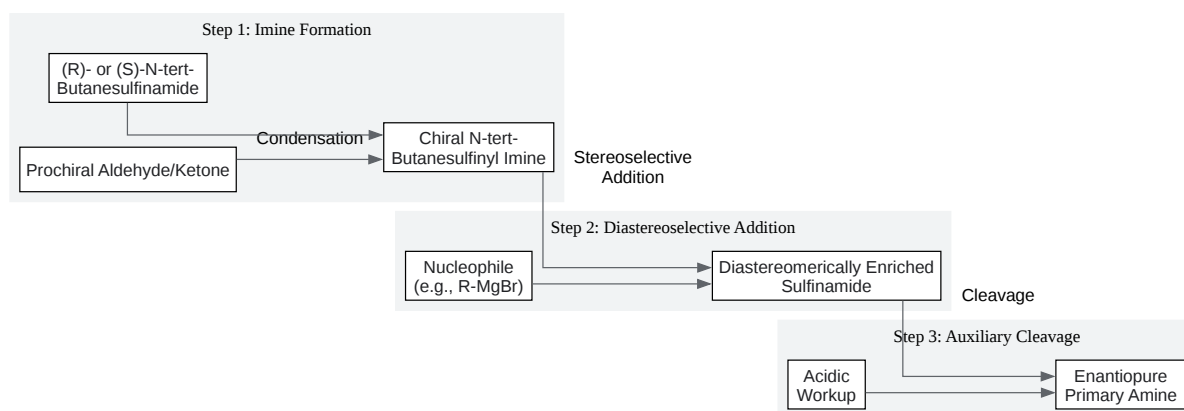 Step 1: Imine Formation
(R)- or (S)-N-tert-
Butanesulfinamide
Condensation
Chiral N-tert-
Butanesulfinyl Imine
Prochiral Aldehyde/Ketone
Stereoselective
Addition
Step 2: Diastereoselective Addition
Nucleophile
(e.g., R-MgBr)
Diastereomerically Enriched
Sulfinamide
Cleavage
Step 3: Auxiliary Cleavage
Acidic
Workup
Enantiopure
Primary Amine